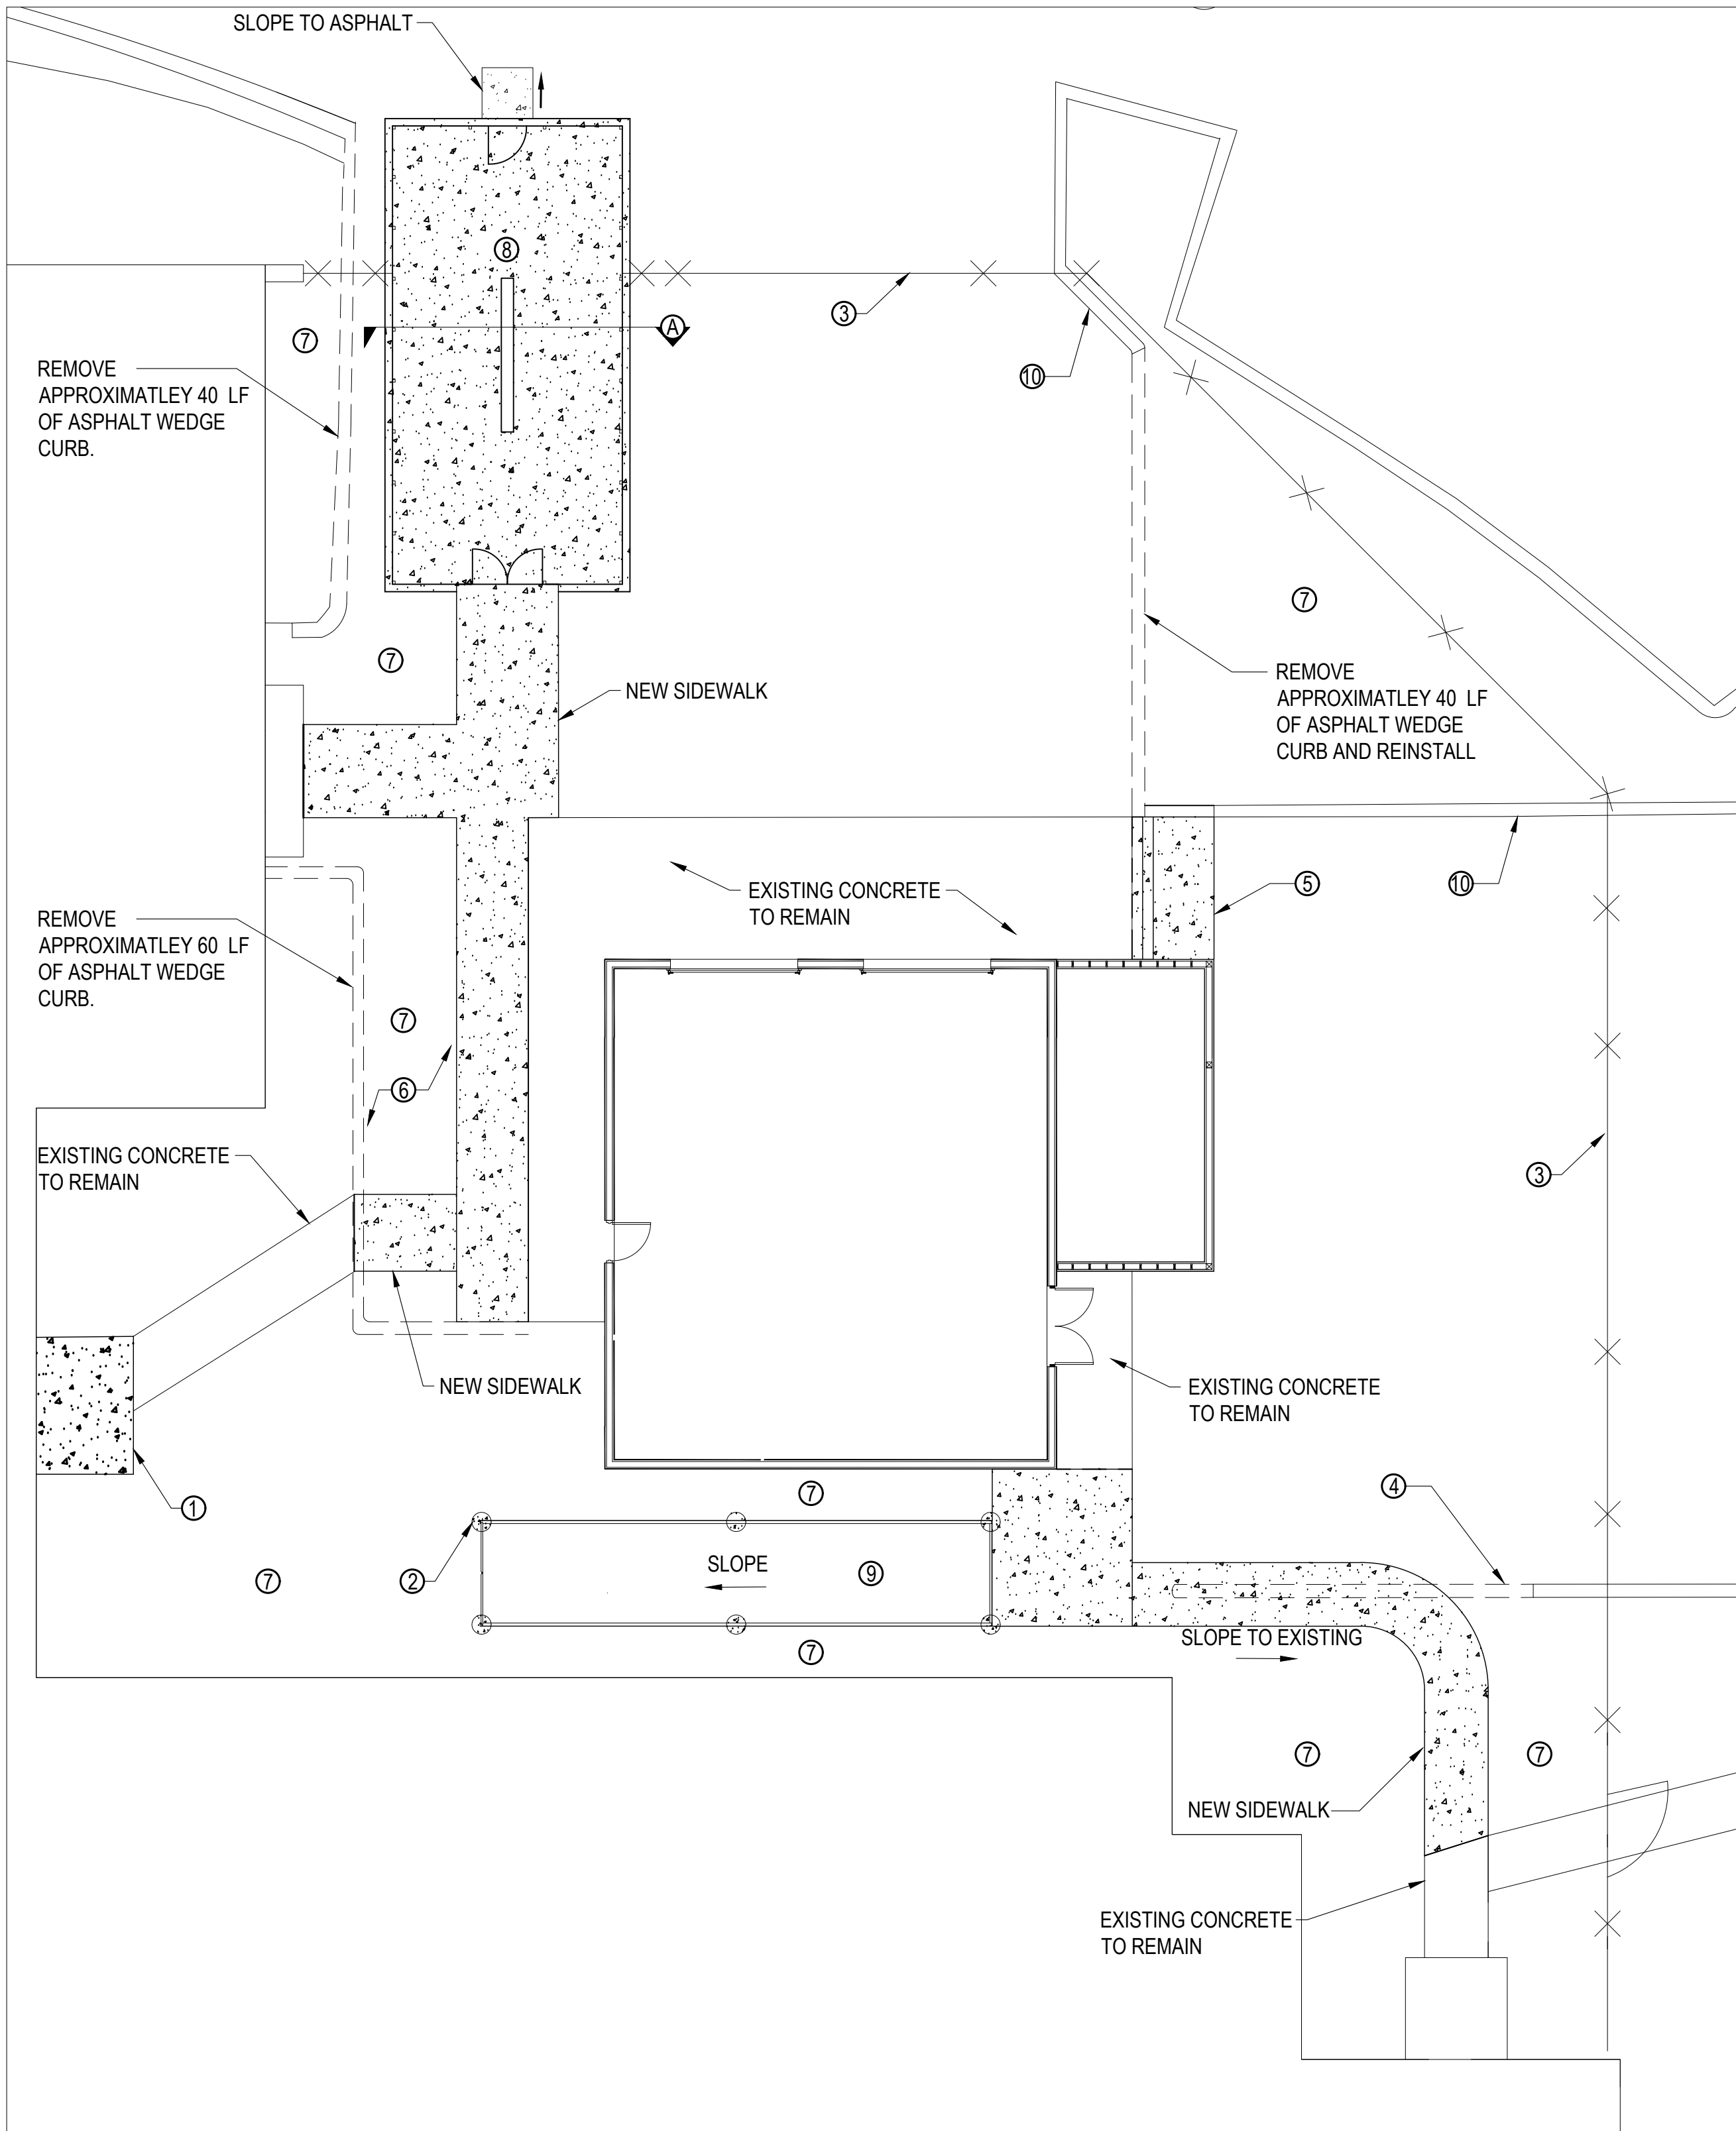 SLOPE TO ASPHALT
8
3
A
7
10
REMOVE
APPROXIMATLEY 40 LF
OF ASPHALT WEDGE
CURB.
7
7
NEW SIDEWALK
REMOVE
APPROXIMATLEY 40 LF
OF ASPHALT WEDGE
CURB AND REINSTALL
EXISTING CONCRETE
TO REMAIN
5
10
REMOVE
APPROXIMATLEY 60 LF
OF ASPHALT WEDGE
CURB.
7
6
EXISTING CONCRETE
TO REMAIN
3
NEW SIDEWALK
EXISTING CONCRETE
TO REMAIN
1
7
4
2
7
SLOPE
9
7
SLOPE TO EXISTING
7
7
NEW SIDEWALK
EXISTING CONCRETE
TO REMAIN